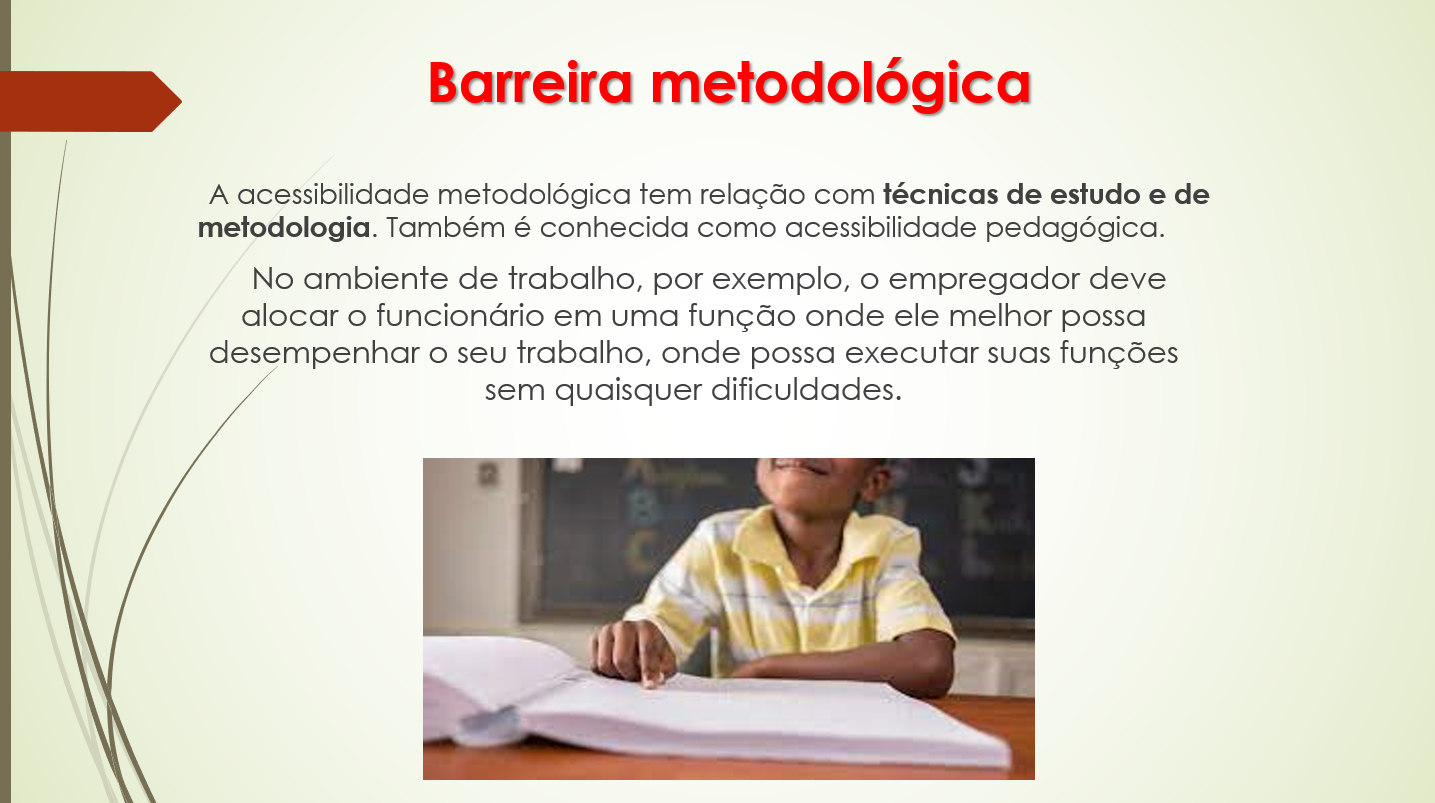 Barreira metodológica
A acessibilidade metodológica tem relação com técnicas de estudo e de
metodologia. Também é conhecida como acessibilidade pedagógica.
No ambiente de trabalho, por exemplo, o empregador deve
alocar o funcionário em uma função onde ele melhor possa
desempenhar o seu trabalho, onde possa executar suas funções
sem quaisquer dificuldades.
B
C
K
L